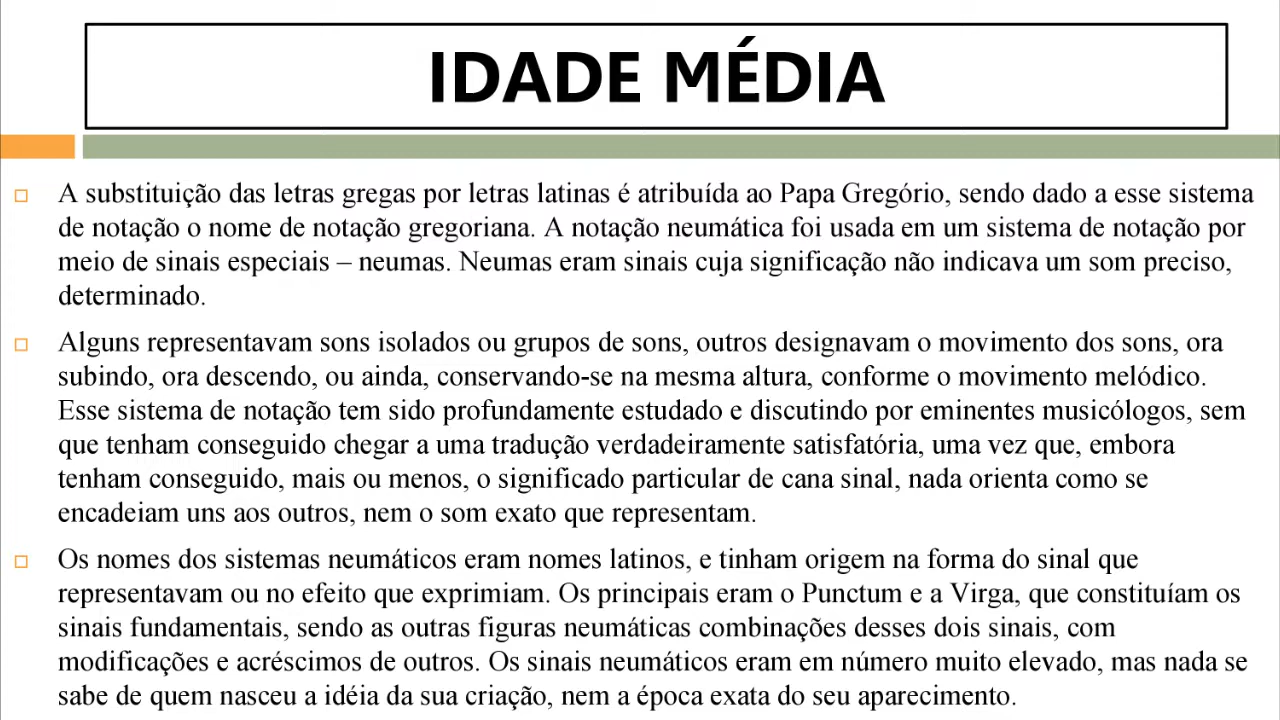 IDADE MÉDIA
A substituição das letras gregas por letras latinas é atribuída ao Papa Gregório, sendo dado a esse sistema
de notação o nome de notação gregoriana. A notação neumática foi usada em um sistema de notação por
meio de sinais especiais – neumas. Neumas eram sinais cuja significação não indicava um som preciso,
determinado.
Alguns representavam sons isolados ou grupos de sons, outros designavam o movimento dos sons, ora
subindo, ora descendo, ou ainda, conservando-se na mesma altura, conforme o movimento melódico.
Esse sistema de notação tem sido profundamente estudado e discutindo por eminentes musicólogos, sem
que tenham conseguido chegar a uma tradução verdadeiramente satisfatória, uma vez que, embora
tenham conseguido, mais ou menos, o significado particular de cana sinal, nada orienta como se
encadeiam uns aos outros, nem o som exato que representam.
Os nomes dos sistemas neumáticos eram nomes latinos, e tinham origem na forma do sinal que
representavam ou no efeito que exprimiam. Os principais eram o Punctum e a Virga, que constituíam os
sinais fundamentais, sendo as outras figuras neumáticas combinações desses dois sinais, com
modificações e acréscimos de outros. Os sinais neumáticos eram em número muito elevado, mas nada se
sabe de quem nasceu a idéia da sua criação, nem a época exata do seu aparecimento.